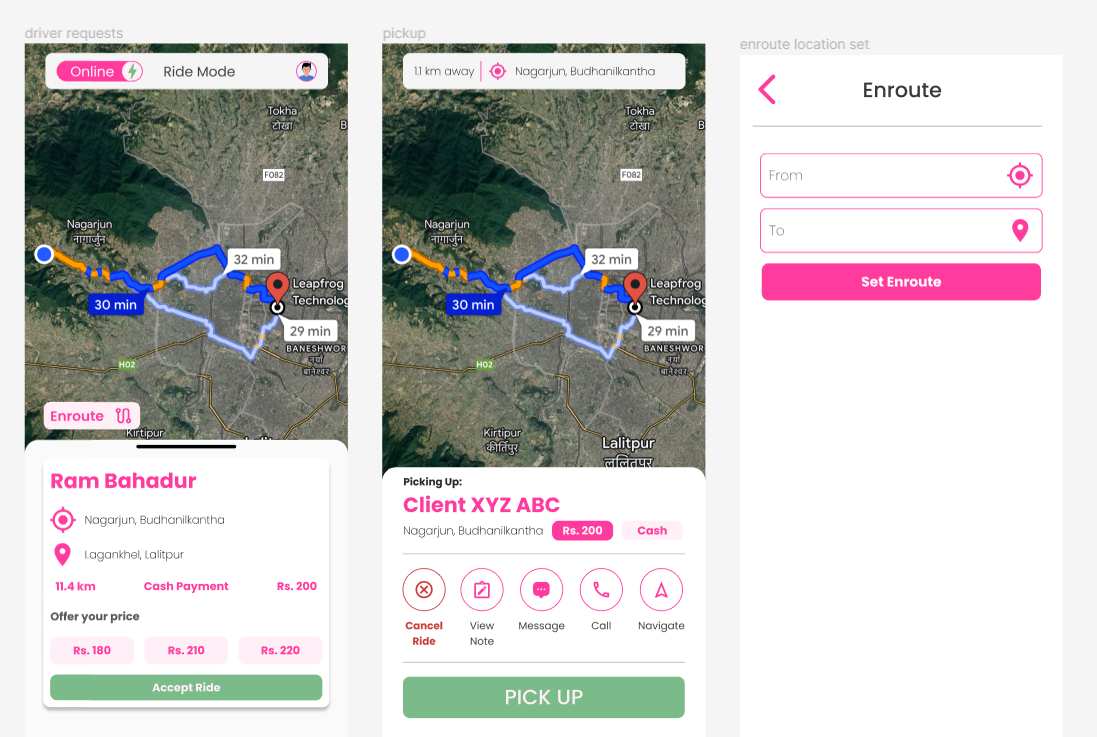 driver requests
Online
Ride Mode
Tokha
टोखा
B
F082
Nagarjun
नागार्जुन
32 min
30 min
Leapfrog
Technolog
29 min
BANESHWOR
नयाँ
बानेश्वर
H02
Enroute
Kirtipur
Ram Bahadur
Nagarjun, Budhanilkantha
Lagankhel, Lalitpur
11.4 km
Cash Payment
Rs. 200
Offer your price
Rs. 180
Rs. 210
Rs. 220
Accept Ride
pickup
1.1 km away
Nagarjun, Budhanilkantha
Tokha
टोखा
B
F082
Nagarjun
नागार्जुन
32 min
30 min
Leapfrog
Technolog
29 min
BANESHWOR
नयाँ
बानेश्वर
H02
Kirtipur
कीर्तिपुर
Lalitpur
ललितपुर
Picking Up:
Client XYZ ABC
Nagarjun, Budhanilkantha
Rs. 200
Cash
Cancel
Ride
View
Note
Message
Call
Navigate
PICK UP
enroute location set
Enroute
From
To
Set Enroute